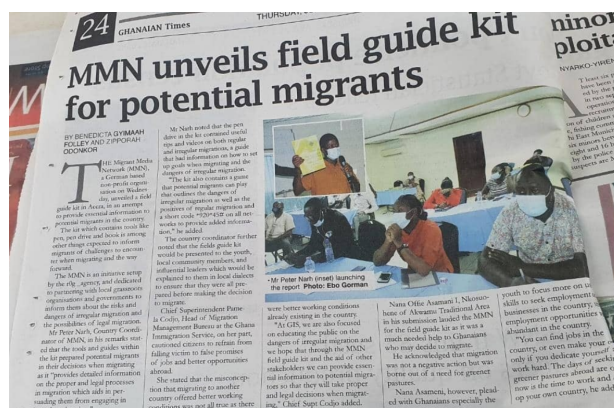 24
GHANAIAN Times
THURSDAY,
MMN unveils field guide kit
for potential migrants
BY BENEDICTA GYIMAAH
FOLLEY AND ZIPPORAH
ODONKOR
THE Migrant Media
Network (MMN),
a German based
non-profit organi-
sation on Wednes-
day, unveiled a field
guide kit in Accra, in an attempt
to provide essential information to
potential migrants in the country.
The kit which contains tools like
pen, pen drive and book is among
other things expected to inform
migrants of challenges to encoun-
ter when migrating and the way
forward.
The MMN is an initiative setup
by the r0g_agency, and dedicated
to partnering with local grassroots
organisations and governments to
inform them about the risks and
dangers of irregular migration and
the possibilities of legal migration.
Mr Peter Narh, Country Coordi-
nator of MMN, in his remarks stat-
ed that the tools and guides within
the kit prepared potential migrants
in their decisions when migrating
as it "provides detailed information
on the proper and legal processes
in migration which aids in per-
suading them from engaging in
Mr Narh noted that the pen
drive in the kit contained useful
tips and videos on both regular
and irregular migrations, a guide
that had information on how to set
up goals when migrating and the
dangers of irregular migration.
"The kit also contains a game
that potential migrants can play
that outlines the dangers of
irregular migration as well as the
positives of regular migration and
a short code "*920*45#" on all net-
works to provide added informa-
tion," he added.
The country coordinator further
noted that the fields guide kit
would be presented to the youth,
local community members, and
influential leaders which would be
explained to them in local dialects
to ensure that they were all pre-
pared before making the decision
to migrate.
Chief Superintendent
Codjo, Head of Migration
Management Bureau at the Ghana
Immigration Service, on her part,
cautioned citizens to refrain from
falling victim to false promises
of jobs and better opportunities
abroad.
She stated that the misconcep-
tion that migrating to another
country offered better working
conditions was not all true as there
• Mr Peter Narh (inset) launching
the report Photo: Ebo Gorman
were better working conditions
already existing in the country.
"At GIS, we are also focused
on educating the public on the
dangers of irregular migration and
we hope that through the MMN
field guide kit and the aid of other
stakeholders we can provide essen-
tial information to potential migra-
tors so that they will take proper
and legal decisions when migrat-
ing," Chief Supt Codjo added.
Nana Offie Asamani I, Nkosuo-
hene of Akwamu Traditional Area
in his submission lauded the MMN
for the field guide kit as it was a
much needed help to Ghanaians
who may decide to migrate.
He acknowledged that migration
was not a negative action but was
borne out of a need for greener
pastures.
Nana Asameni, however, plead-
ed with Ghanaians especially the
youth to focus more on
skills to seek employment
businesses in the country
employment opportunities
abundant in the country.
"You can find jobs in the
country, or even make your
only if you dedicate yourself
work hard. The days of seeking
greener pastures abroad are
now is the time to work and
up your own country, he
NYARKO-YIREN